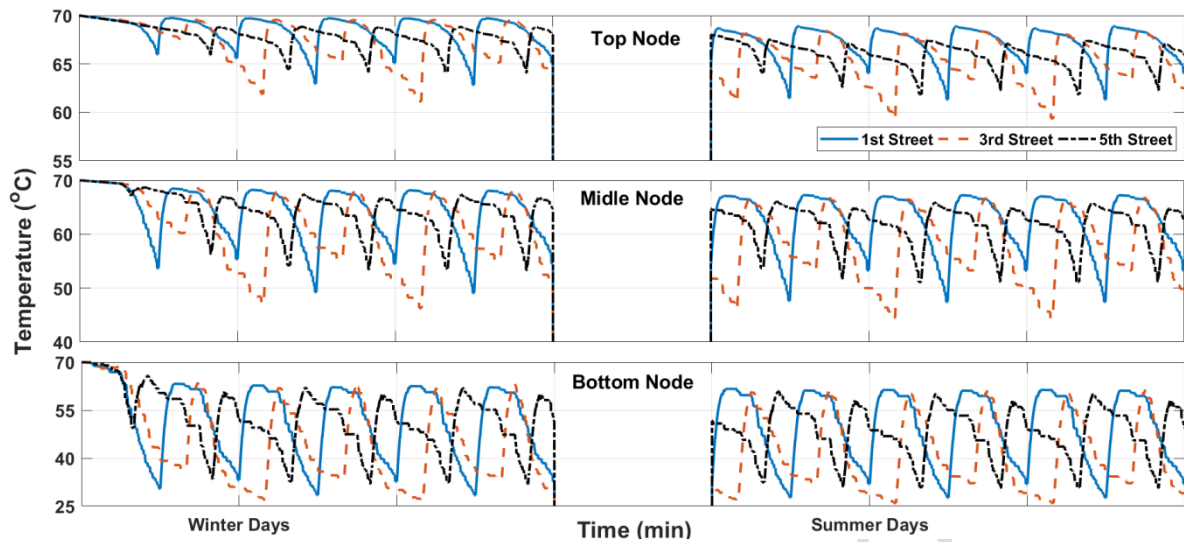 70
65
60
55
Top Node
1st Street 3rd Street 5th Street
70
60
50
40
Midle Node
70
55
40
25
Bottom Node
Temperature (°C)
Winter Days
Time (min)
Summer Days